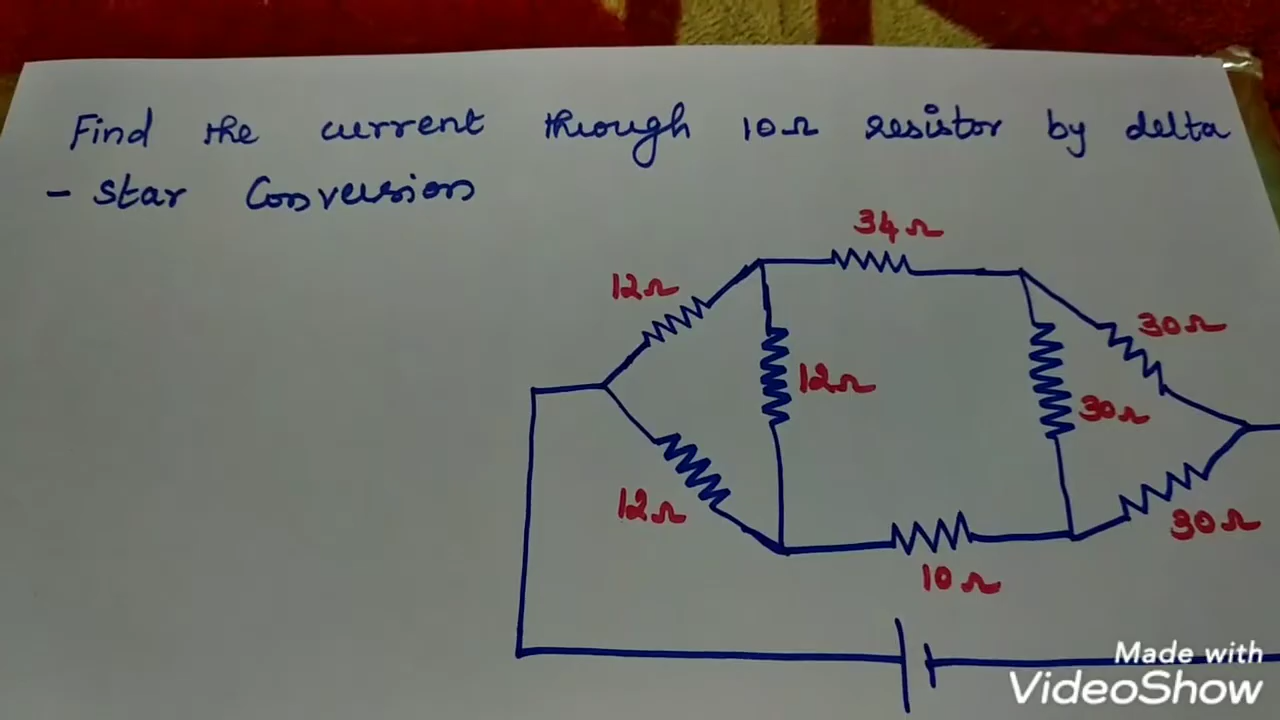 Find the current through 10Ω resistor by delta
- Star Conversion
34Ω
12Ω
30Ω
12Ω
30Ω
12Ω
30Ω
10Ω
Made with
VideoShow